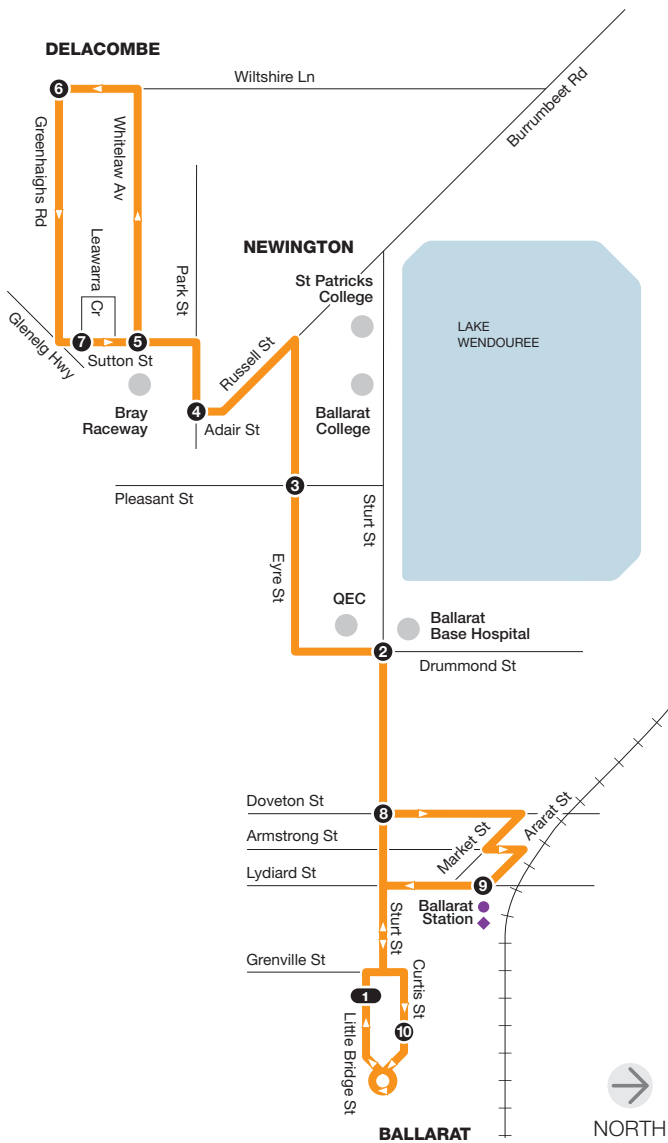 DELACOMBE
6
Wiltshire Ln
Burrumbeet Rd
Greenhaighs Rd
Whitelaw Av
Leawarra Cr
Park St
NEWINGTON
St Patricks
College
LAKE
WENDOUREE
Glenelg Hwy
7
5
Sutton St
Russell St
Bray
Raceway
4
Adair St
Ballarat
College
Pleasant St
3
Sturt St
Eyre St
QEC
Ballarat
Base Hospital
2
Drummond St
Doveton St
8
Armstrong St
Market St
Ararat St
Lydiard St
9
Ballarat
Station
Sturt St
Grenville St
Curtis St
1
10
Little Bridge St
BALLARAT
NORTH